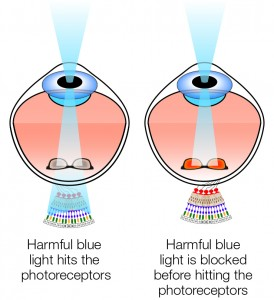 Harmful blue
light hits the
photoreceptors
Harmful blue
light is blocked
before hitting the
photoreceptors